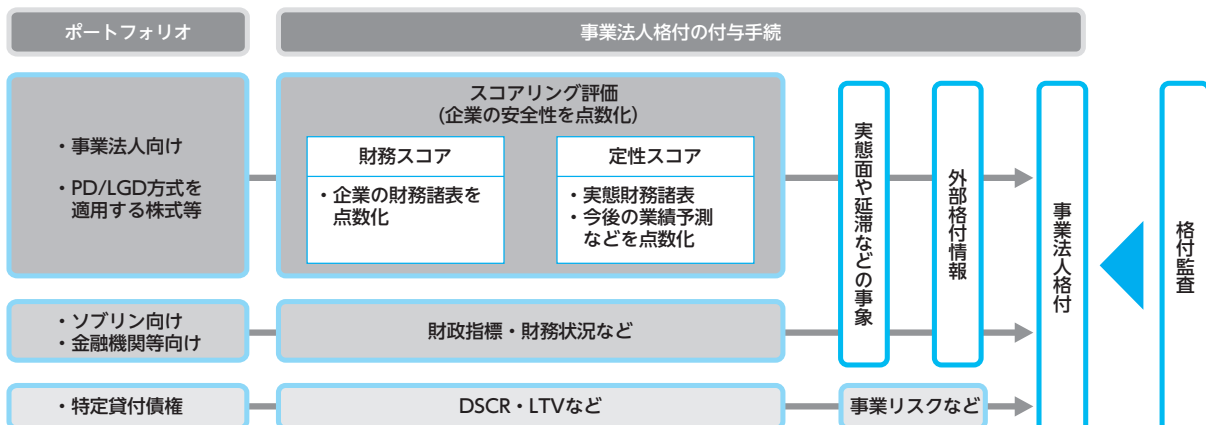 ポートフォリオ
事業法人格付の付与手続
・事業法人向け
・PD/LGD方式を
適用する株式等
スコアリング評価
(企業の安全性を点数化)
財務スコア
・企業の財務諸表を
点数化
定性スコア
・実態財務諸表
・今後の業績予測
などを点数化
実態面や延滞などの事象
外部格付情報
事業法人格付
格付監査
・ソブリン向け
・金融機関等向け
財政指標・財務状況など
・特定貸付債権
DSCR・LTVなど
事業リスクなど